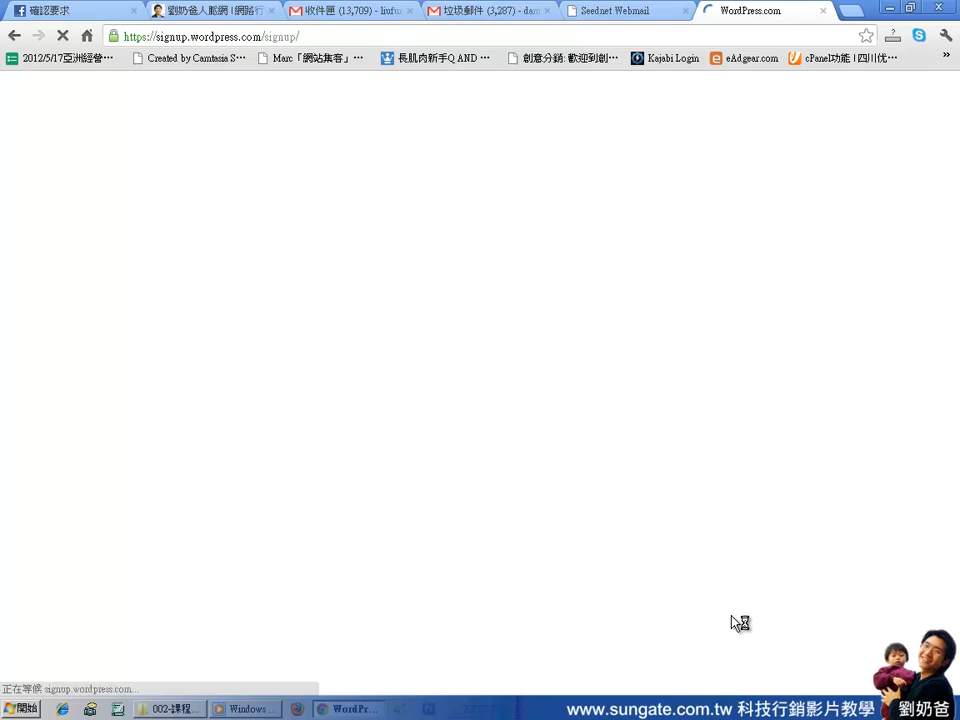 確認要求
劉奶爸人脈網 | 網路行
收件匣 (13,709) - liufu
垃圾郵件 (3,287) - dam
Seednet Webmail
WordPress.com
https://signup.wordpress.com/signup/
2012/5/17亞洲經營…
Created by Camtasia S…
Marc「網站集客」…
長肌肉新手Q AND …
創意分銷: 歡迎到創…
Kajabi Login
eAdgear.com
cPanel功能 | 四川优…
»
正在等候 signup.wordpress.com...
開始
002-課程...
Windows ...
WordPr...
www.sungate.com.tw 科技行銷影片教學
劉奶爸